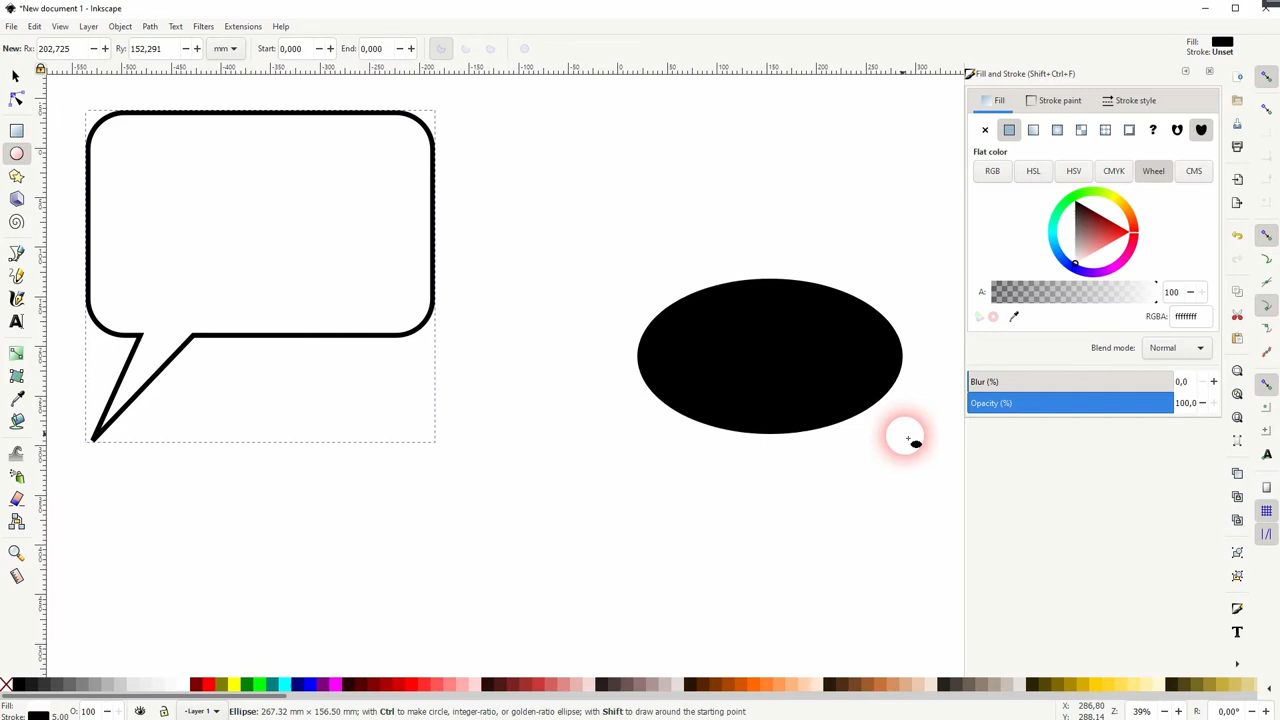 *New document 1 - Inkscape
File Edit View Layer Object Path Text Filters Extensions Help
New: Rx: 202,725 Ry: 152,291 mm Start: 0,000 End: 0,000
Fill:
Stroke: Unset
Fill and Stroke (Shift+Ctrl+F)
Fill Stroke paint Stroke style
Flat color
RGB HSL HSV CMYK Wheel CMS
A: 100
RGBA: ffffffff
Blend mode: Normal
Blur (%) 0,0
Opacity (%) 100,0
Fill:
Stroke: 5.00
O: 100
Layer 1
Ellipse: 267.32 mm x 156.50 mm; with Ctrl to make circle, integer-ratio, or golden-ratio ellipse; with Shift to draw around the starting point
X: 286,80
Y: 288,14
Z: 39%
R: 0,00°